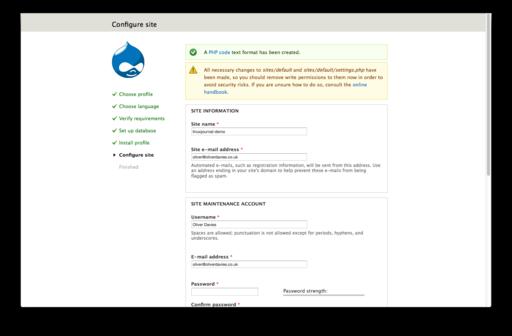 Configure site
A PHP code text format has been created.
All necessary changes to sites/default and sites/default/settings.php have
been made, so you should remove write permissions to them now in order to
avoid security risks. If you are unsure how to do so, consult the online
handbook.
Choose profile
Choose language
Verify requirements
Set up database
Install profile
Configure site
Finished
SITE INFORMATION
Site name *
linuxjournal-demo
Site e-mail address *
oliver@oliverdavies.co.uk
Automated e-mails, such as registration information, will be sent from this address. Use
an address ending in your site's domain to help prevent these e-mails from being
flagged as spam.
SITE MAINTENANCE ACCOUNT
Username *
Oliver Davies
Spaces are allowed; punctuation is not allowed except for periods, hyphens, and
underscores.
E-mail address *
oliver@oliverdavies.co.uk
Password *
Password strength:
Confirm password *